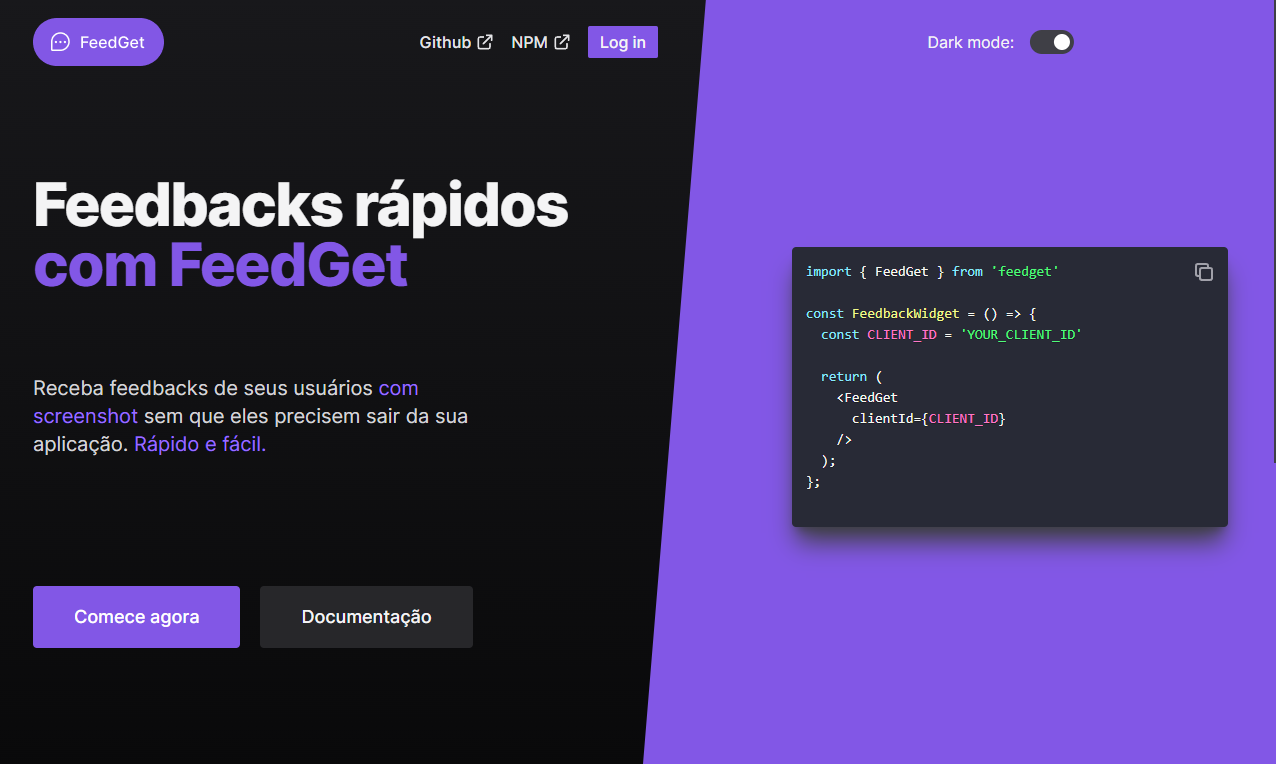 FeedGet
Github
NPM
Log in
Dark mode:
Feedbacks rápidos
com FeedGet
Receba feedbacks de seus usuários com
screenshot sem que eles precisem sair da sua
aplicação. Rápido e fácil.
Comece agora
Documentação
import { FeedGet } from 'feedget'
const FeedbackWidget = () => {
  const CLIENT_ID = 'YOUR_CLIENT_ID'
  return (
    <FeedGet
      clientId={CLIENT_ID}
    />
  );
};